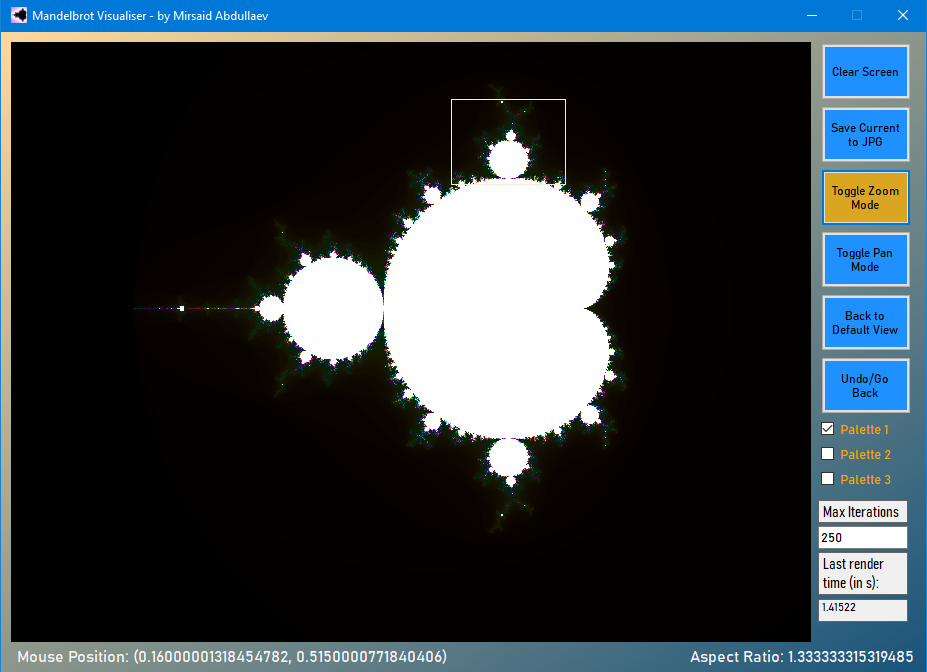 Mandelbrot Visualiser - by Mirsaid Abdullaev
Clear Screen
Save Current
to JPG
Toggle Zoom
Mode
Toggle Pan
Mode
Back to
Default View
Undo/Go
Back
Palette 1
Palette 2
Palette 3
Max Iterations
250
Last render
time (in s):
1.41522
Mouse Position: (0.16000001318454782, 0.5150000771840406)
Aspect Ratio: 1.333333315319485